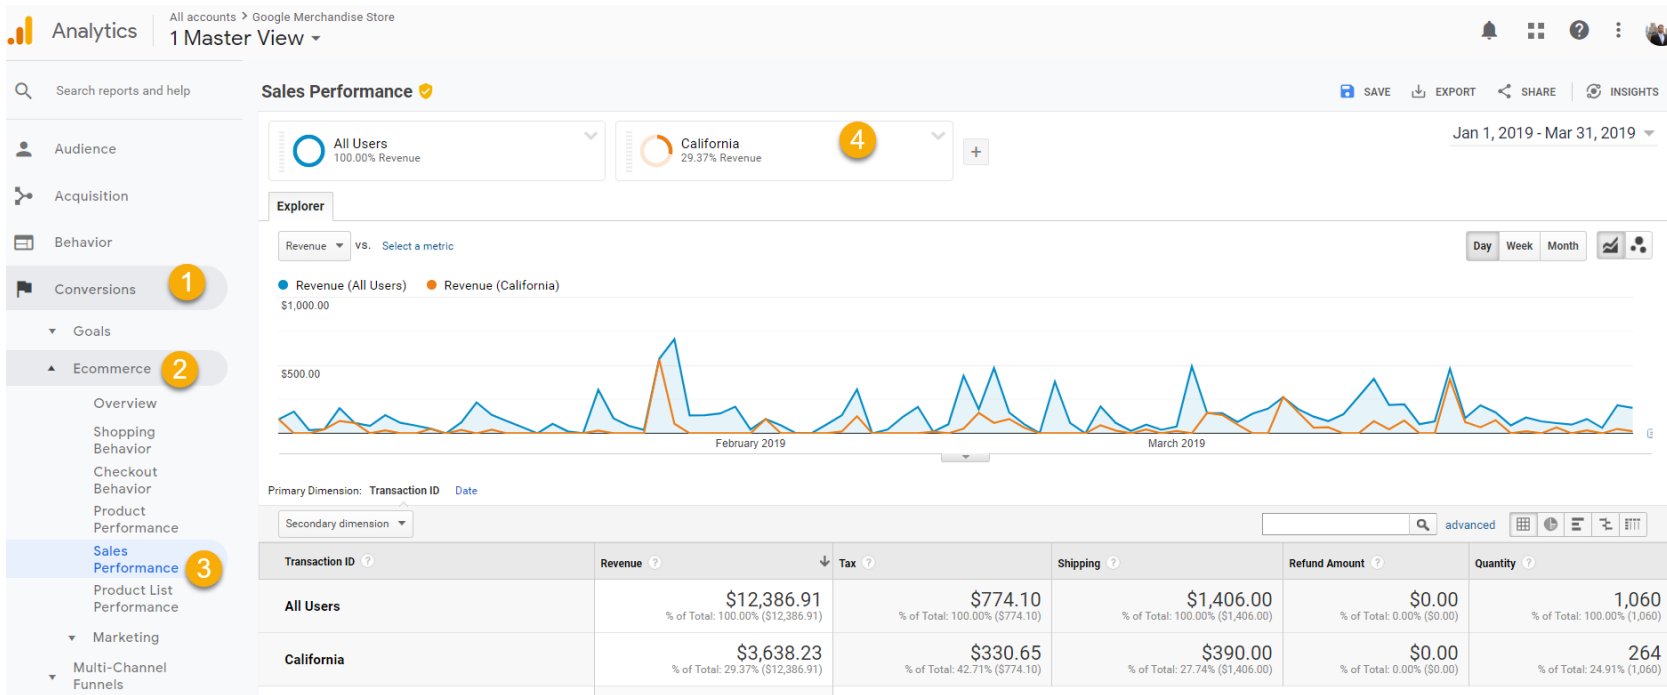 All accounts > Google Merchandise Store
Analytics
1 Master View
Search reports and help
Audience
Acquisition
Behavior
Conversions
1
Goals
Ecommerce
2
Overview
Shopping
Behavior
Checkout
Behavior
Product
Performance
Sales
Performance
3
Product List
Performance
Marketing
Multi-Channel
Funnels
Sales Performance
SAVE
EXPORT
SHARE
INSIGHTS
All Users
100.00% Revenue
California
29.37% Revenue
4
+
Jan 1, 2019 - Mar 31, 2019
Explorer
Revenue
vs.
Select a metric
Day
Week
Month
Revenue (All Users)
Revenue (California)
$1,000.00
$500.00
February 2019
March 2019
Primary Dimension: Transaction ID Date
Secondary dimension
advanced
Transaction ID ? Revenue ? Tax ? Shipping ? Refund Amount ? Quantity ?
All Users $12,386.91 $774.10 $1,406.00 $0.00 1,060
% of Total: 100.00% ($12,386.91) % of Total: 100.00% ($774.10) % of Total: 100.00% ($1,406.00) % of Total: 0.00% ($0.00) % of Total: 100.00% (1,060)
California $3,638.23 $330.65 $390.00 $0.00 264
% of Total: 29.37% ($12,386.91) % of Total: 42.71% ($774.10) % of Total: 27.74% ($1,406.00) % of Total: 0.00% ($0.00) % of Total: 24.91% (1,060)